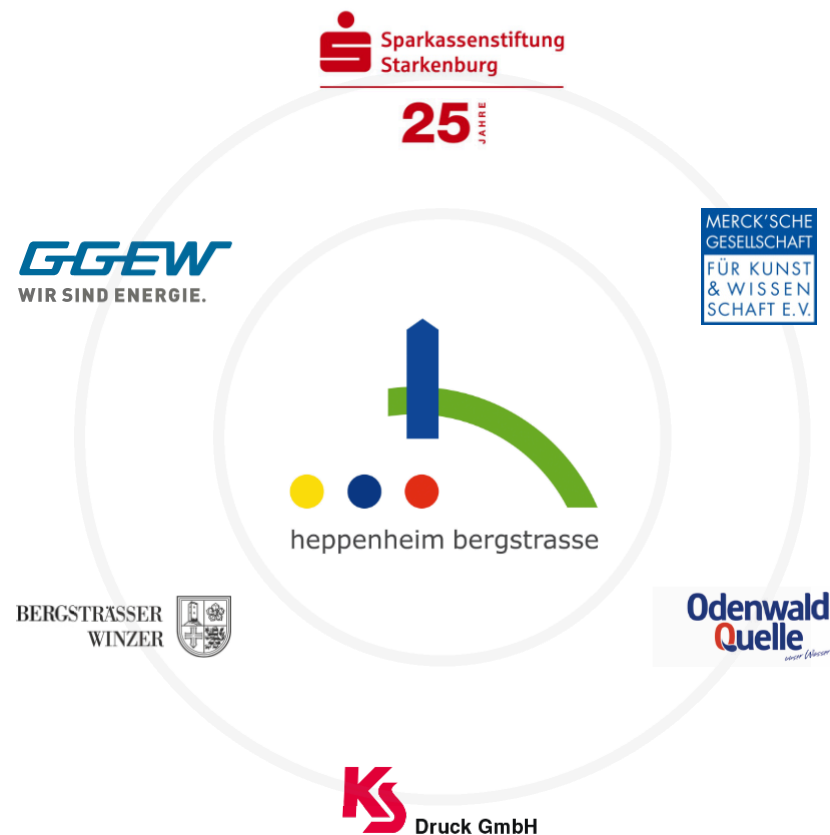 Sparkassenstiftung
Starkenburg
25 JAHRE
GGEW
WIR SIND ENERGIE.
MERCK'SCHE
GESELLSCHAFT
FÜR KUNST
& WISSEN
SCHAFT E.V.
heppenheim bergstrasse
BERGSTRÄSSER
WINZER
Odenwald
Quelle
unser Wasser
KS
Druck GmbH